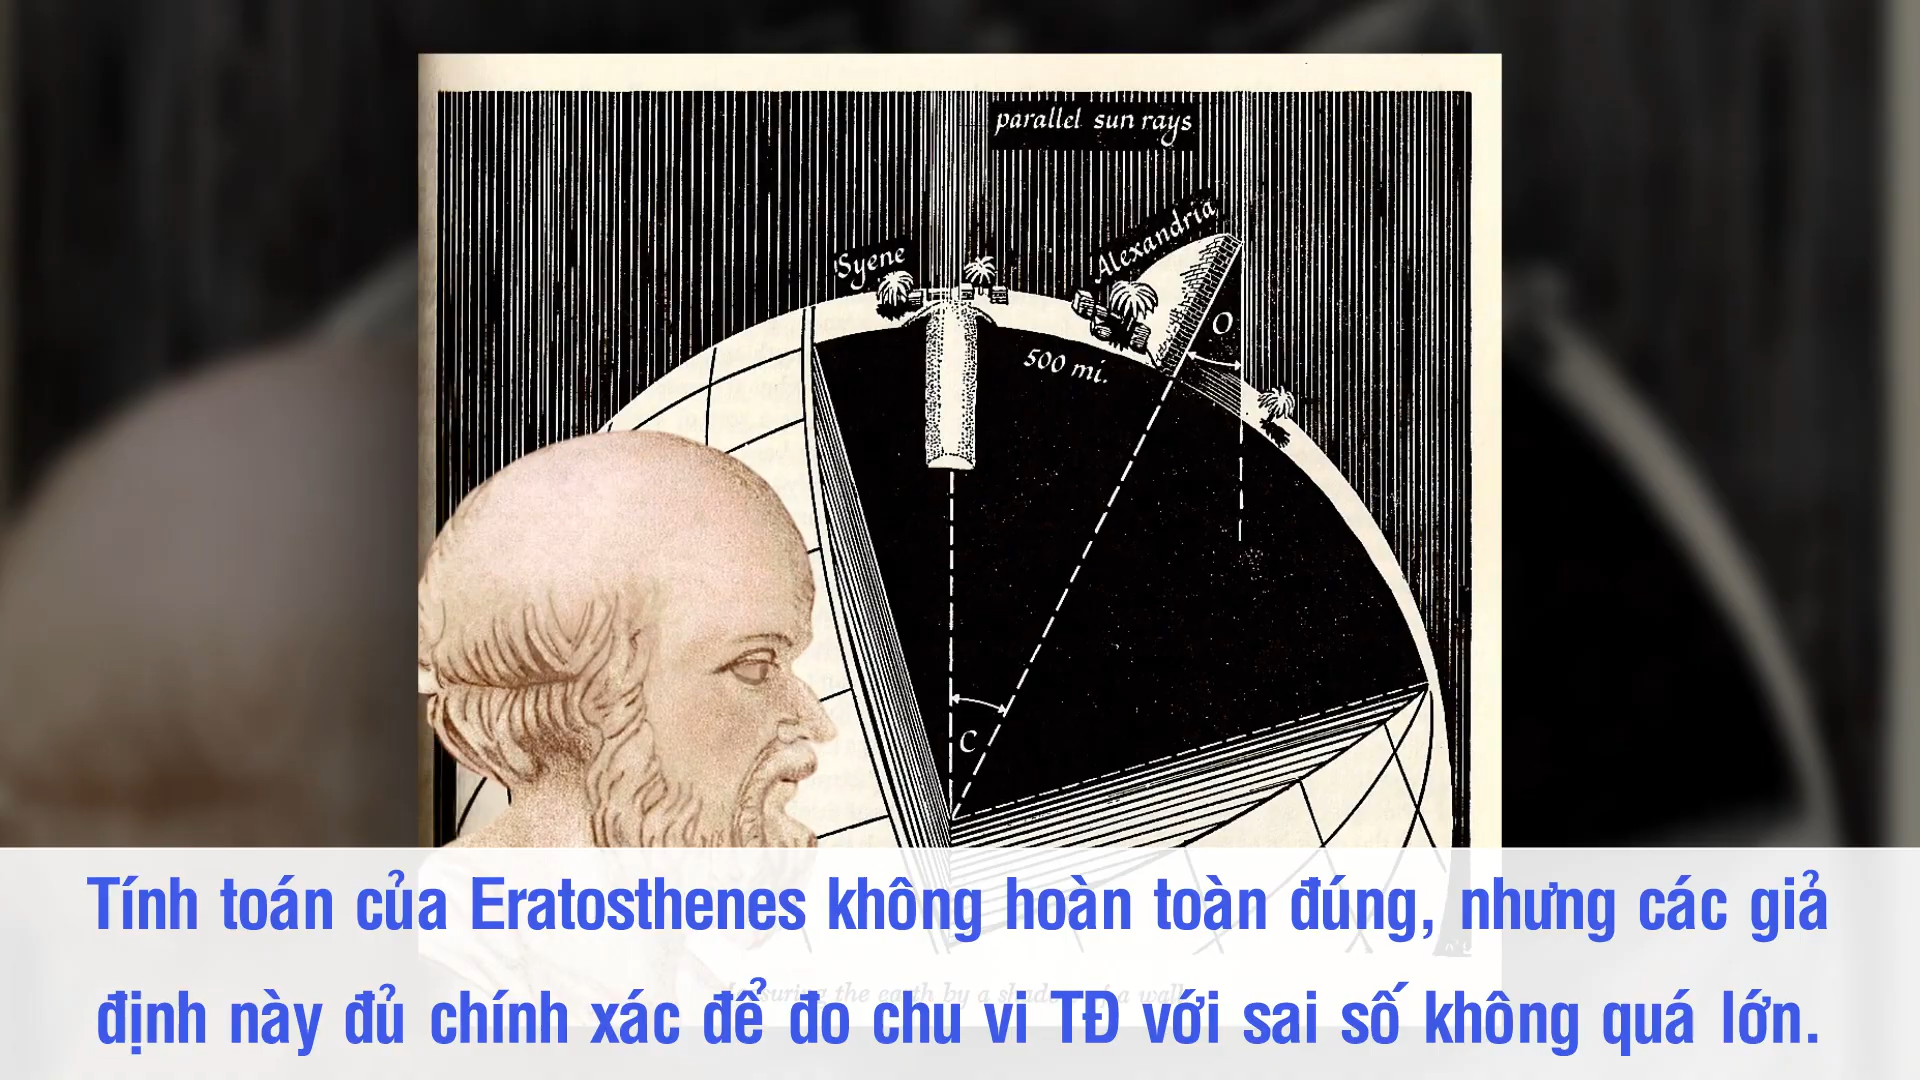 parallel sun rays
Syene
Alexandria
O
500 mi.
C
Tính toán của Eratosthenes không hoàn toàn đúng, nhưng các giả
định này đủ chính xác để đo chu vi TĐ với sai số không quá lớn.